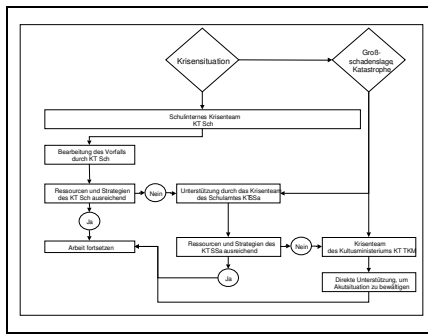 Krisensituation
Groß-
schadenslage,
Katastrophe
Schulinternes Krisenteam
KT Sch
Bearbeitung des Vorfalls
durch KT Sch
Ressourcen und Strategien
des KT Sch ausreichend
Nein
Unterstützung durch das Krisenteam
des Schulamtes KTSSa
Ja
Arbeit fortsetzen
Ressourcen und Strategien des
KT SSa ausreichend
Nein
Krisenteam
des Kultusministeriums KT TKM
Ja
Direkte Unterstützung, um
Akutsituation zu bewältigen